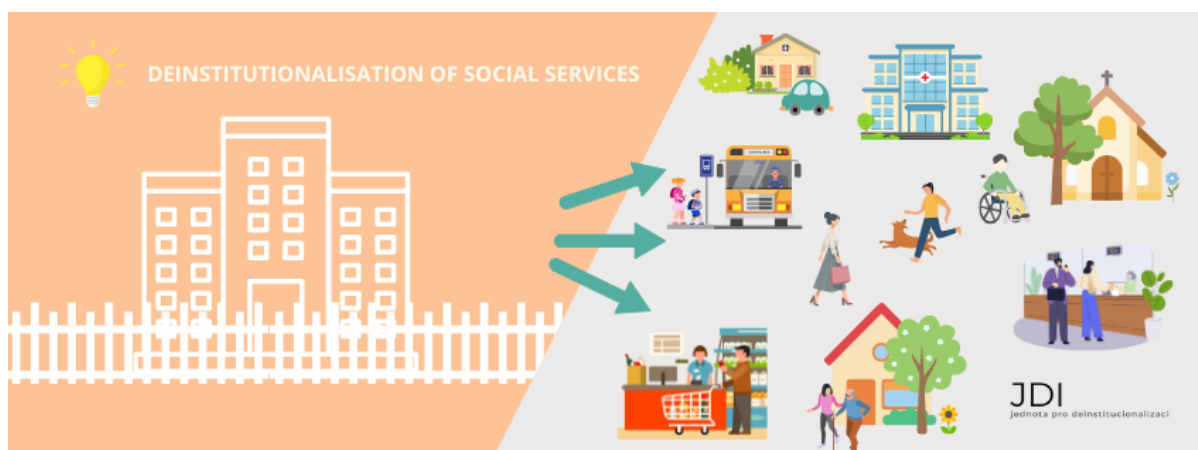 DEINSTITUTIONALISATION OF SOCIAL SERVICES
JDI
jednota pro deinstitucionalizaci